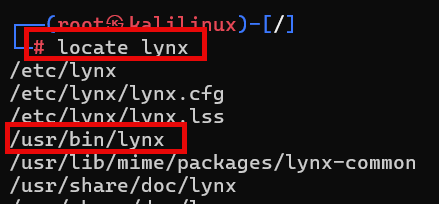 (root㉿kalilinux)-[/]
# locate lynx
/etc/lynx
/etc/lynx/lynx.cfg
/etc/lynx/lynx.lss
/usr/bin/lynx
/usr/lib/mime/packages/lynx-common
/usr/share/doc/lynx